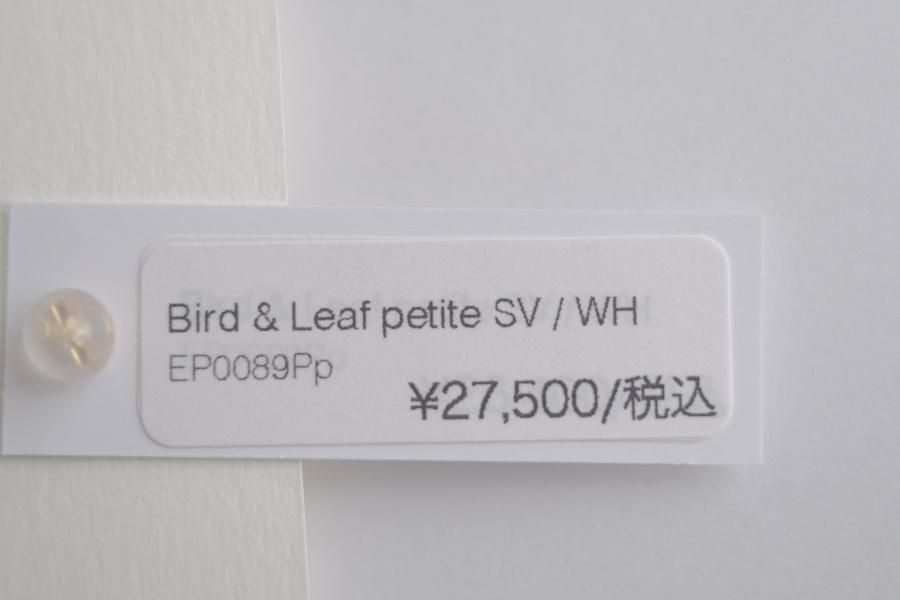 Bird & Leaf petite SV / WH
EP0089Pp
¥27,500/税込